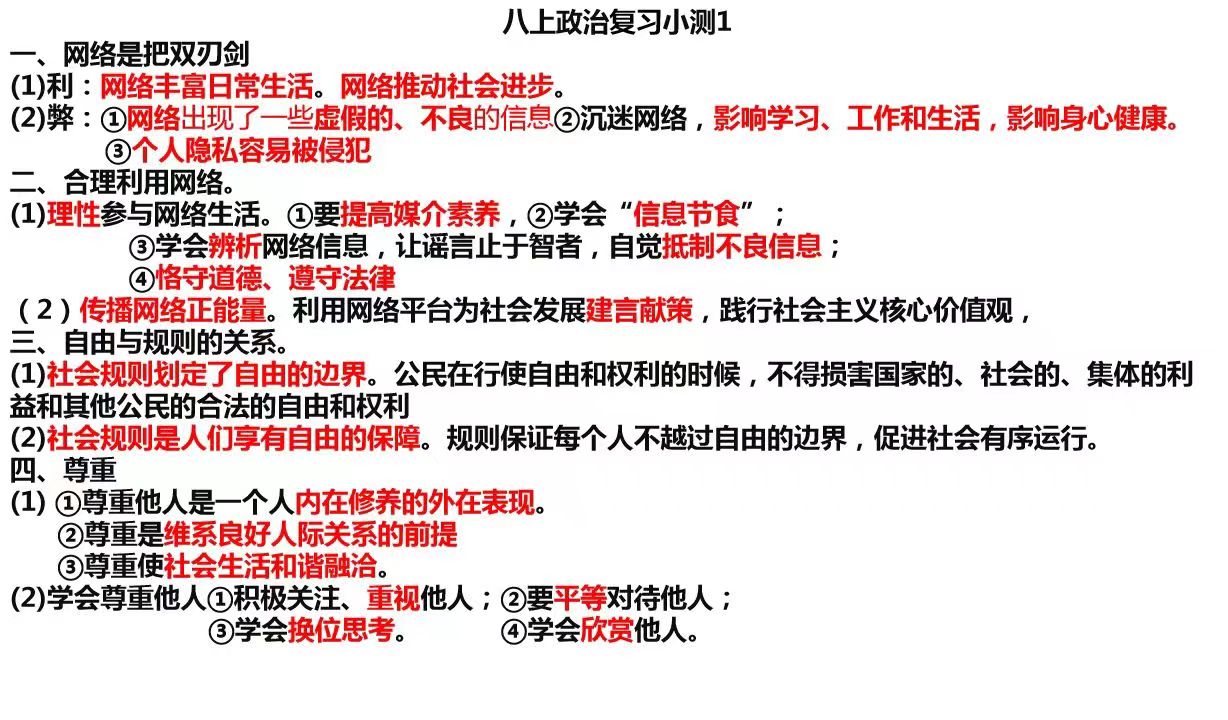 八上政治复习小测1
一、网络是把双刃剑
(1)利：网络丰富日常生活。网络推动社会进步。
(2)弊：①网络出现了一些虚假的、不良的信息②沉迷网络，影响学习、工作和生活，影响身心健康。
③个人隐私容易被侵犯
二、合理利用网络。
(1)理性参与网络生活。①要提高媒介素养，②学会“信息节食”；
③学会辨析网络信息，让谣言止于智者，自觉抵制不良信息；
④恪守道德、遵守法律
（2）传播网络正能量。利用网络平台为社会发展建言献策，践行社会主义核心价值观，
三、自由与规则的关系。
(1)社会规则划定了自由的边界。公民在行使自由和权利的时候，不得损害国家的、社会的、集体的利
益和其他公民的合法的自由和权利
(2)社会规则是人们享有自由的保障。规则保证每个人不越过自由的边界，促进社会有序运行。
四、尊重
(1) ①尊重他人是一个人内在修养的外在表现。
②尊重是维系良好人际关系的前提
③尊重使社会生活和谐融洽。
(2)学会尊重他人①积极关注、重视他人；②要平等对待他人；
③学会换位思考。 ④学会欣赏他人。